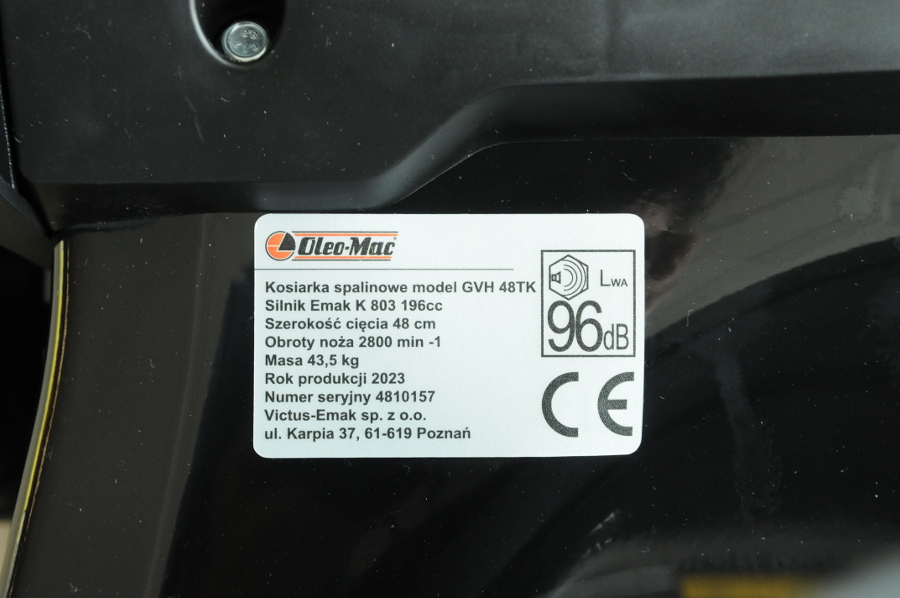 Oleo-Mac
Kosiarka spalinowe model GVH 48TK
Silnik Emak K 803 196cc
Szerokość cięcia 48 cm
Obroty noża 2800 min -1
Masa 43,5 kg
Rok produkcji 2023
Numer seryjny 4810157
Victus-Emak sp. z o.o.
ul. Karpia 37, 61-619 Poznań
LWA
96dB
CE